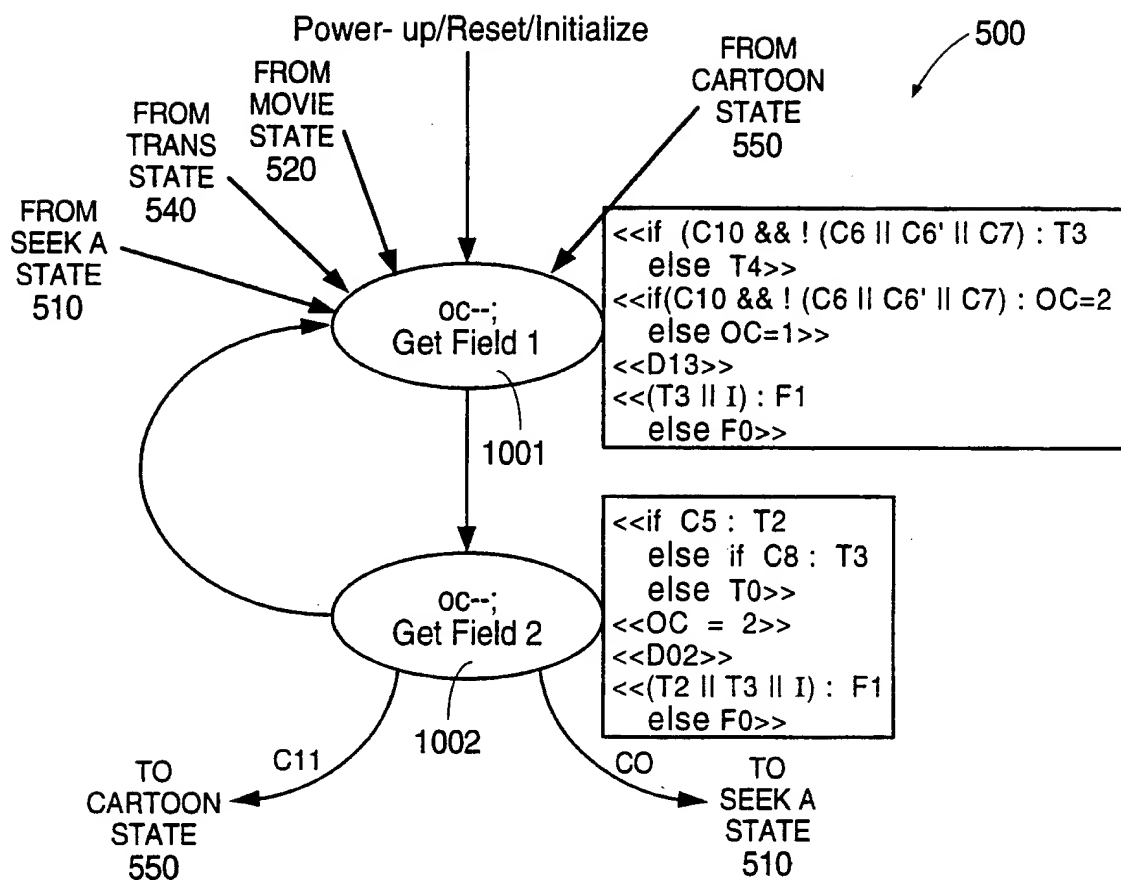 Power- up/Reset/Initialize
500
FROM
CARTOON
STATE
550
FROM
MOVIE
STATE
520
FROM
TRANS
STATE
540
FROM
SEEK A
STATE
510
oc--;
Get Field 1
1001
<<if (C10 && ! (C6 || C6' || C7) : T3
else T4>>
<<if(C10 && ! (C6 || C6' || C7) : OC=2
else OC=1>>
<<D13>>
<<(T3 || I) : F1
else F0>>
oc--;
Get Field 2
1002
<<if C5 : T2
else if C8 : T3
else T0>>
<<OC = 2>>
<<D02>>
<<(T2 || T3 || I) : F1
else F0>>
C11
TO
CARTOON
STATE
550
CO
TO
SEEK A
STATE
510